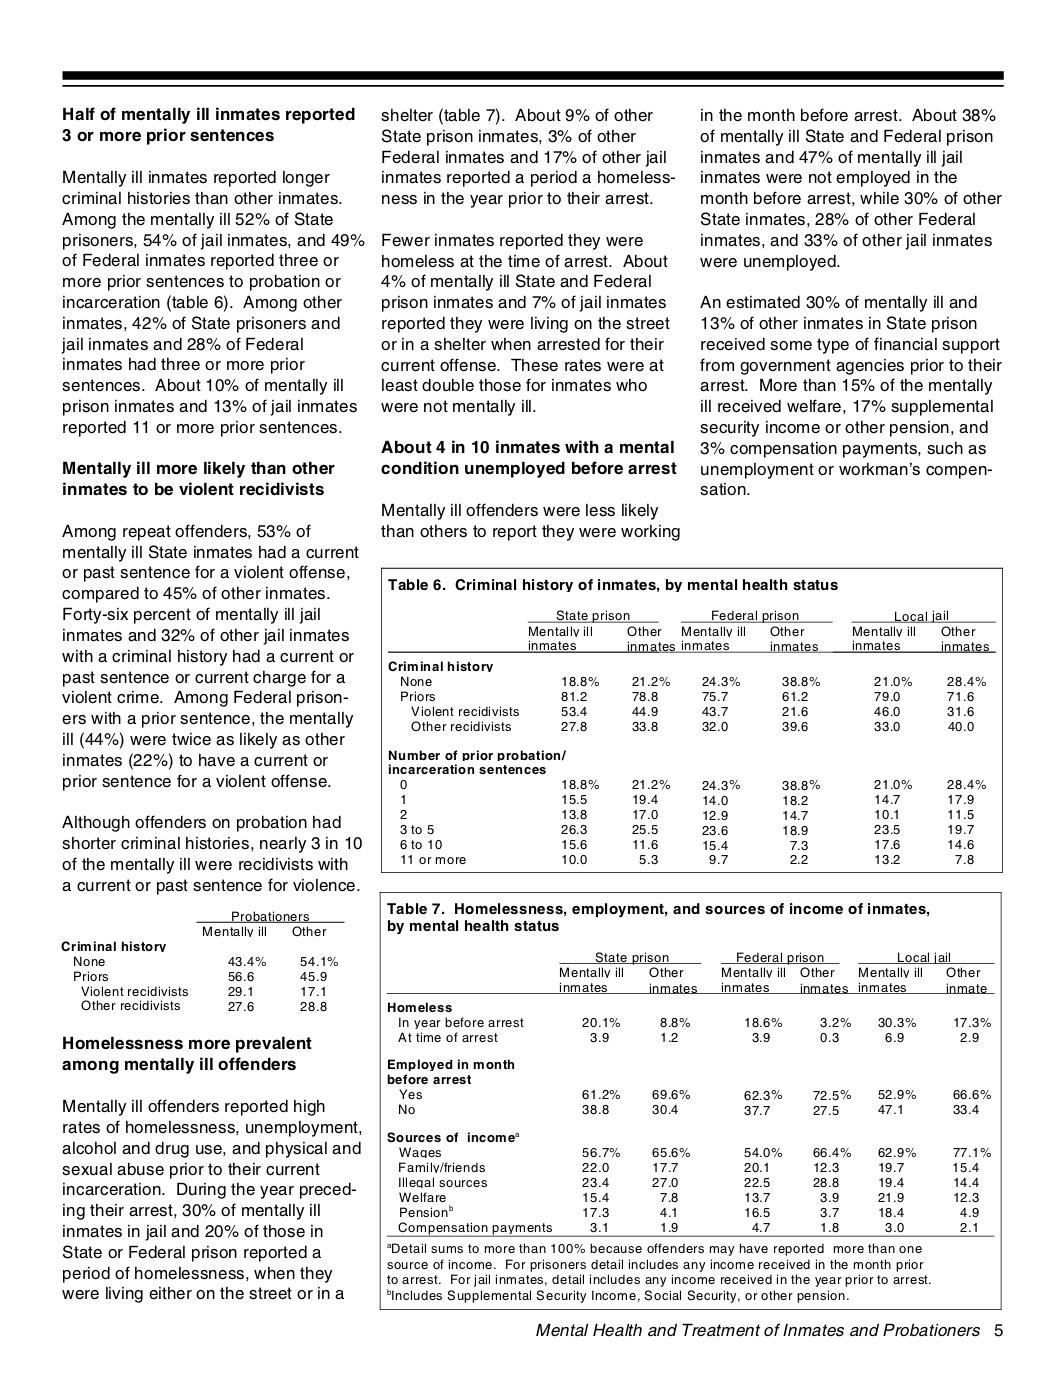 Half of mentally ill inmates reported
3 or more prior sentences
Mentally ill inmates reported longer
criminal histories than other inmates.
Among the mentally ill 52% of State
prisoners, 54% of jail inmates, and 49%
of Federal inmates reported three or
more prior sentences to probation or
incarceration (table 6).  Among other
inmates, 42% of State prisoners and
jail inmates and 28% of Federal
inmates had three or more prior
sentences.  About 10% of mentally ill
prison inmates and 13% of jail inmates
reported 11 or more prior sentences.
Mentally ill more likely than other
inmates to be violent recidivists
Among repeat offenders, 53% of
mentally ill State inmates had a current
or past sentence for a violent offense,
compared to 45% of other inmates.
Forty-six percent of mentally ill jail
inmates and 32% of other jail inmates
with a criminal history had a current or
past sentence or current charge for a
violent crime.  Among Federal prison-
ers with a prior sentence, the mentally
ill (44%) were twice as likely as other
inmates (22%) to have a current or
prior sentence for a violent offense.
Although offenders on probation had
shorter criminal histories, nearly 3 in 10
of the mentally ill were recidivists with
a current or past sentence for violence.
Probationers
Mentally ill Other
Criminal history
None 43.4% 54.1%
Priors 56.6 45.9
Violent recidivists 29.1 17.1
Other recidivists 27.6 28.8
Homelessness more prevalent
among mentally ill offenders
Mentally ill offenders reported high
rates of homelessness, unemployment,
alcohol and drug use, and physical and
sexual abuse prior to their current
incarceration.  During the year preced-
ing their arrest, 30% of mentally ill
inmates in jail and 20% of those in
State or Federal prison reported a
period of homelessness, when they
were living either on the street or in a
shelter (table 7).  About 9% of other
State prison inmates, 3% of other
Federal inmates and 17% of other jail
inmates reported a period a homeless-
ness in the year prior to their arrest.
Fewer inmates reported they were
homeless at the time of arrest.  About
4% of mentally ill State and Federal
prison inmates and 7% of jail inmates
reported they were living on the street
or in a shelter when arrested for their
current offense.  These rates were at
least double those for inmates who
were not mentally ill.
About 4 in 10 inmates with a mental
condition unemployed before arrest
Mentally ill offenders were less likely
than others to report they were working
in the month before arrest.  About 38%
of mentally ill State and Federal prison
inmates and 47% of mentally ill jail
inmates were not employed in the
month before arrest, while 30% of other
State inmates, 28% of other Federal
inmates, and 33% of other jail inmates
were unemployed.
An estimated 30% of mentally ill and
13% of other inmates in State prison
received some type of financial support
from government agencies prior to their
arrest.  More than 15% of the mentally
ill received welfare, 17% supplemental
security income or other pension, and
3% compensation payments, such as
unemployment or workman's compen-
sation.
Table 6.  Criminal history of inmates, by mental health status
State prison Federal prison Local jail
Mentally ill Other Mentally ill Other Mentally ill Other
inmates inmates inmates inmates inmates inmates
Criminal history
None 18.8% 21.2% 24.3% 38.8% 21.0% 28.4%
Priors 81.2 78.8 75.7 61.2 79.0 71.6
Violent recidivists 53.4 44.9 43.7 21.6 46.0 31.6
Other recidivists 27.8 33.8 32.0 39.6 33.0 40.0
Number of prior probation/
incarceration sentences
0 18.8% 21.2% 24.3% 38.8% 21.0% 28.4%
1 15.5 19.4 14.0 18.2 14.7 17.9
2 13.8 17.0 12.9 14.7 10.1 11.5
3 to 5 26.3 25.5 23.6 18.9 23.5 19.7
6 to 10 15.6 11.6 15.4 7.3 17.6 14.6
11 or more 10.0 5.3 9.7 2.2 13.2 7.8
Table 7.  Homelessness, employment, and sources of income of inmates,
by mental health status
State prison Federal prison Local jail
Mentally ill Other Mentally ill Other Mentally ill Other
inmates inmates inmates inmates inmates inmate
Homeless
In year before arrest 20.1% 8.8% 18.6% 3.2% 30.3% 17.3%
At time of arrest 3.9 1.2 3.9 0.3 6.9 2.9
Employed in month
before arrest
Yes 61.2% 69.6% 62.3% 72.5% 52.9% 66.6%
No 38.8 30.4 37.7 27.5 47.1 33.4
Sources of income^a
Wages 56.7% 65.6% 54.0% 66.4% 62.9% 77.1%
Family/friends 22.0 17.7 20.1 12.3 19.7 15.4
Illegal sources 23.4 27.0 22.5 28.8 19.4 14.4
Welfare 15.4 7.8 13.7 3.9 21.9 12.3
Pension^b 17.3 4.1 16.5 3.7 18.4 4.9
Compensation payments 3.1 1.9 4.7 1.8 3.0 2.1
^aDetail sums to more than 100% because offenders may have reported more than one
source of income.  For prisoners detail includes any income received in the month prior
to arrest.  For jail inmates, detail includes any income received in the year prior to arrest.
^bIncludes Supplemental Security Income, Social Security, or other pension.
Mental Health and Treatment of Inmates and Probationers 5